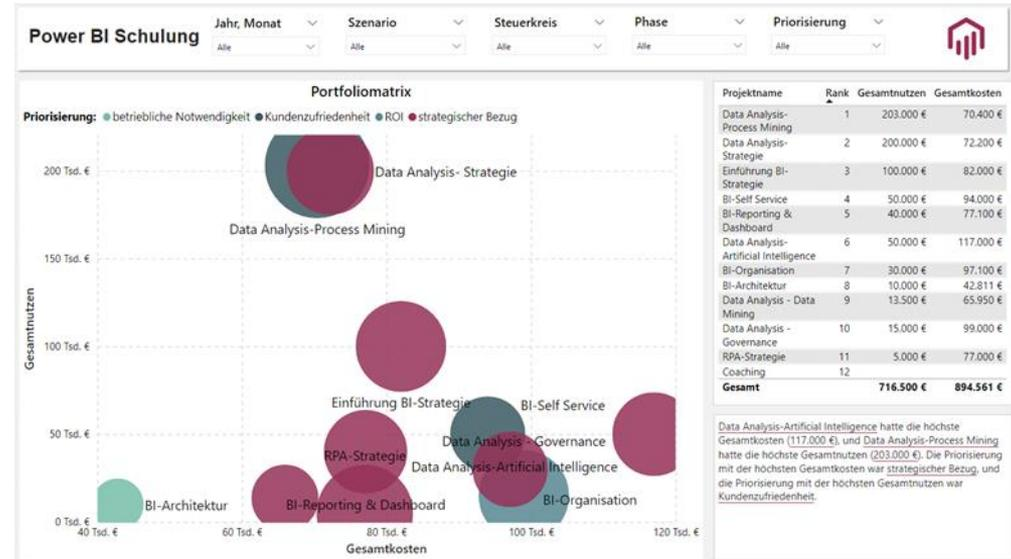 Power BI Schulung
Jahr, Monat
Alle
Szenario
Alle
Steuerkreis
Alle
Phase
Alle
Priorisierung
Alle
Portfoliomatrix
Priorisierung: betriebliche Notwendigkeit Kundenzufriedenheit ROI strategischer Bezug
Gesamtnutzen
200 Tsd. €
150 Tsd. €
100 Tsd. €
50 Tsd. €
0 Tsd. €
Data Analysis- Strategie
Data Analysis-Process Mining
Einführung BI-Strategie
BI-Self Service
Data Analysis - Governance
RPA-Strategie
Data Analysis-Artificial Intelligence
BI-Architektur
BI-Reporting & Dashboard
BI-Organisation
40 Tsd. €
60 Tsd. €
80 Tsd. €
100 Tsd. €
120 Tsd. €
Gesamtkosten
Projektname Rank Gesamtnutzen Gesamtkosten
Data Analysis- 1 203.000 € 70.400 €
Process Mining
Data Analysis- 2 200.000 € 72.200 €
Strategie
Einführung BI- 3 100.000 € 82.000 €
Strategie
BI-Self Service 4 50.000 € 94.000 €
BI-Reporting & 5 40.000 € 77.100 €
Dashboard
Data Analysis- 6 50.000 € 117.000 €
Artificial Intelligence
BI-Organisation 7 30.000 € 97.100 €
BI-Architektur 8 10.000 € 42.811 €
Data Analysis - Data 9 13.500 € 65.950 €
Mining
Data Analysis - 10 15.000 € 99.000 €
Governance
RPA-Strategie 11 5.000 € 77.000 €
Coaching 12
Gesamt 716.500 € 894.561 €
Data Analysis-Artificial Intelligence hatte die höchste
Gesamtkosten (117.000 €), und Data Analysis-Process Mining
hatte die höchste Gesamtnutzen (203.000 €). Die Priorisierung
mit der höchsten Gesamtkosten war strategischer Bezug, und
die Priorisierung mit der höchsten Gesamtnutzen war
Kundenzufriedenheit.